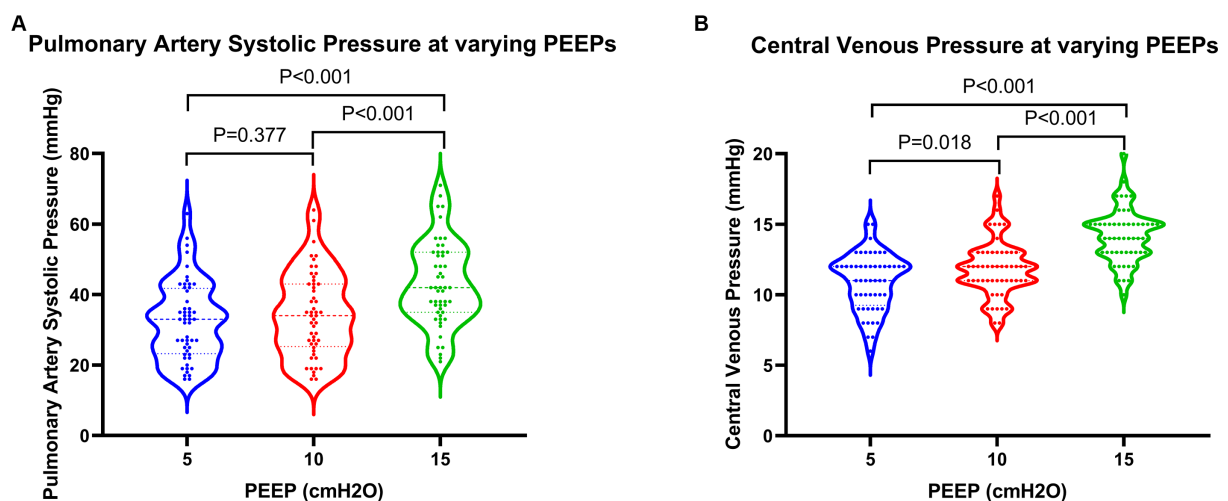 A
Pulmonary Artery Systolic Pressure at varying PEEPs
P<0.001
P<0.001
P=0.377
Pulmonary Artery Systolic Pressure (mmHg)
80
60
40
20
0
5
10
15
PEEP (cmH2O)
B
Central Venous Pressure at varying PEEPs
P<0.001
P<0.001
P=0.018
Central Venous Pressure (mmHg)
20
15
10
5
0
5
10
15
PEEP (cmH2O)